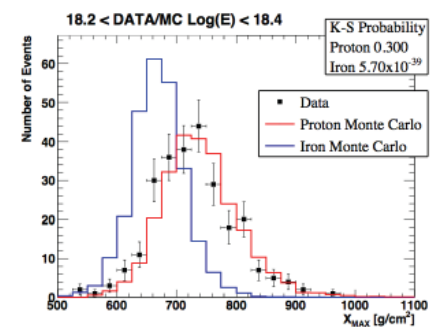 18.2 < DATA/MC Log(E) < 18.4
K-S Probability
Proton 0.300
Iron 5.70x10⁻³⁹
Data
Proton Monte Carlo
Iron Monte Carlo
Number of Events
60
50
40
30
20
10
0
500 600 700 800 900 1000 1100
X_MAX [g/cm²]